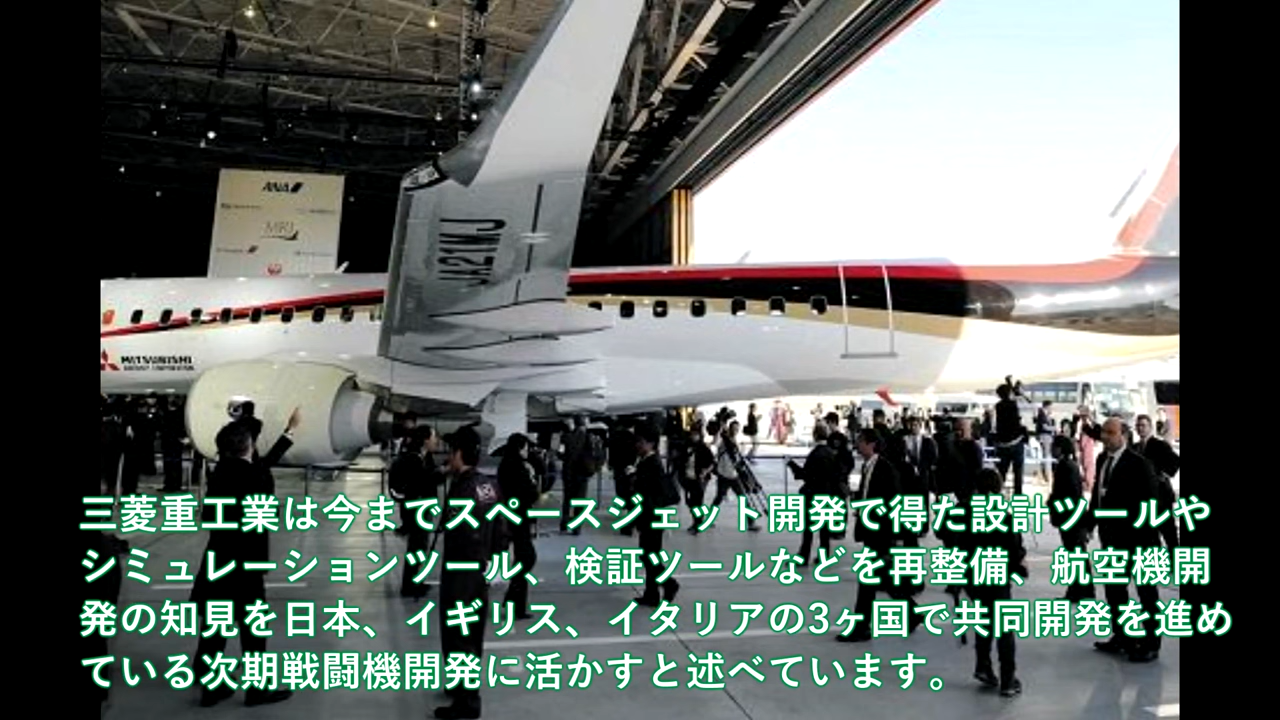 ANA
MRJ
JA21MJ
MITSUBISHI
三菱重工業は今までスペースジェット開発で得た設計ツールや
シミュレーションツール、検証ツールなどを再整備、航空機開
発の知見を日本、イギリス、イタリアの3ヶ国で共同開発を進め
ている次期戦闘機開発に活かすと述べています。